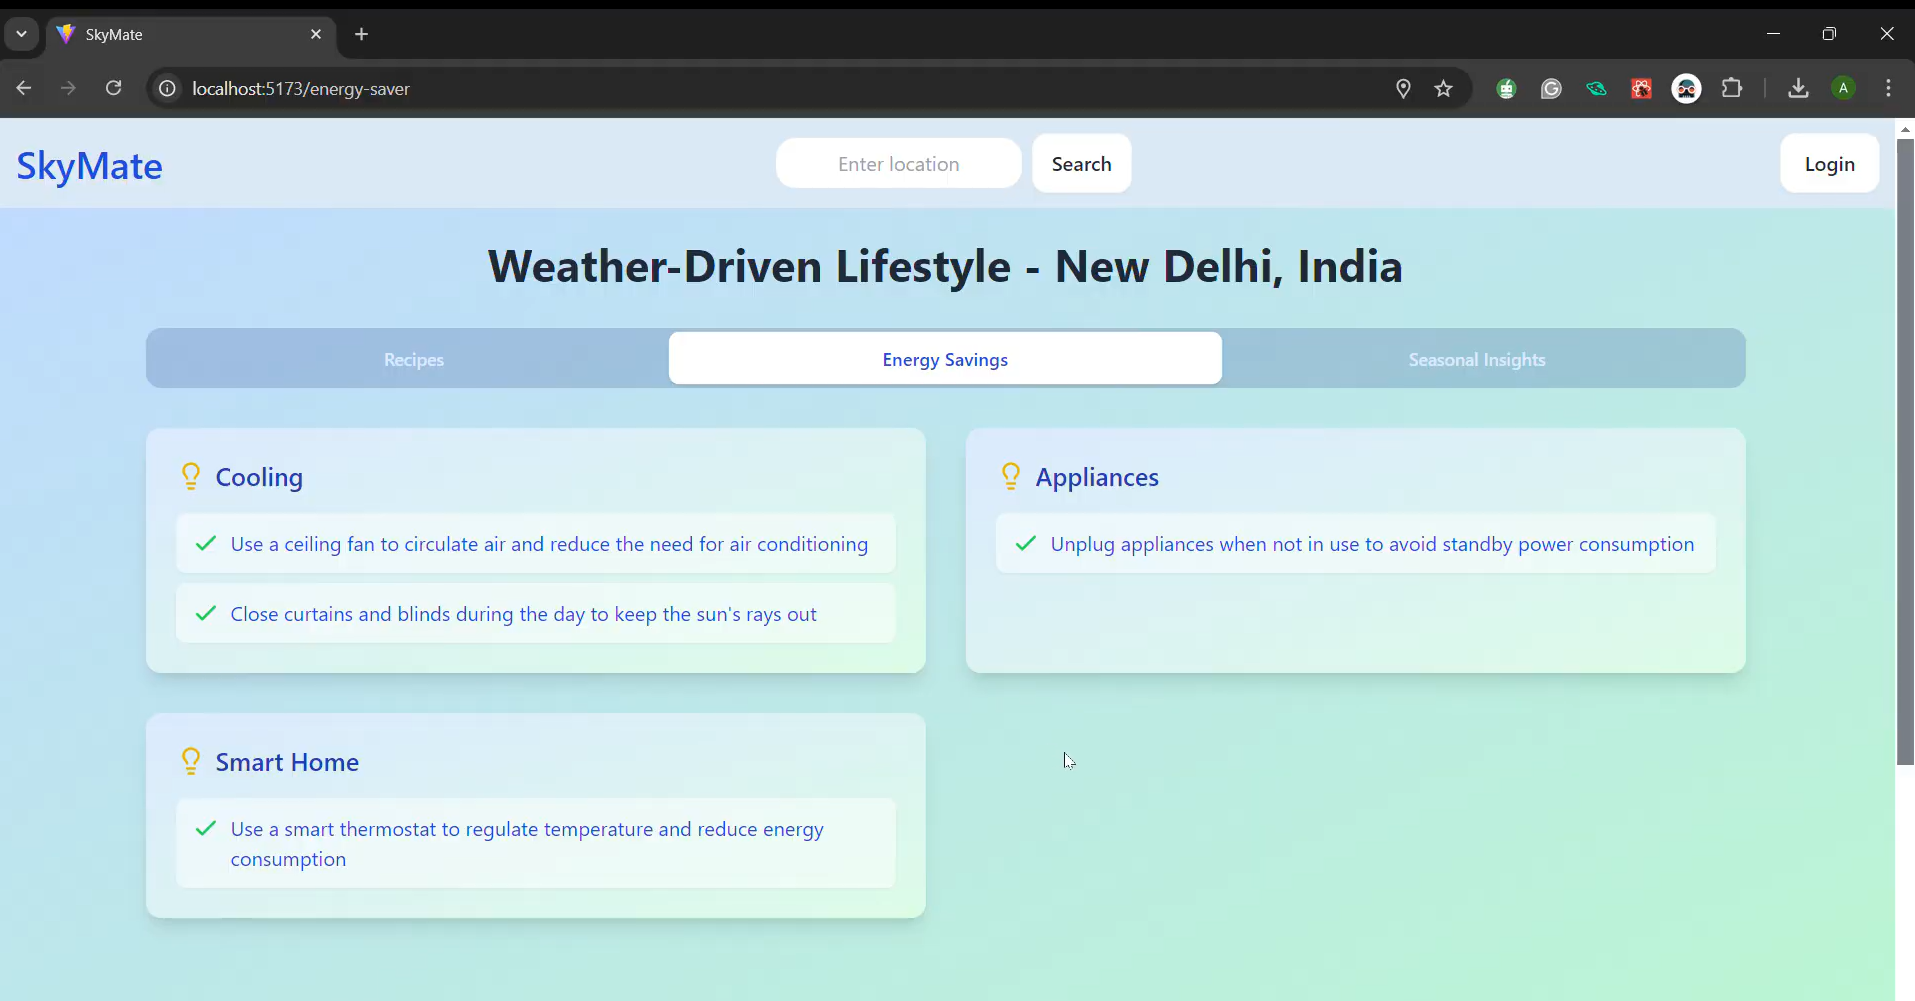 SkyMate
localhost:5173/energy-saver
A
SkyMate
Enter location
Search
Login
Weather-Driven Lifestyle - New Delhi, India
Recipes
Energy Savings
Seasonal Insights
Cooling
Use a ceiling fan to circulate air and reduce the need for air conditioning
Close curtains and blinds during the day to keep the sun's rays out
Appliances
Unplug appliances when not in use to avoid standby power consumption
Smart Home
Use a smart thermostat to regulate temperature and reduce energy
consumption